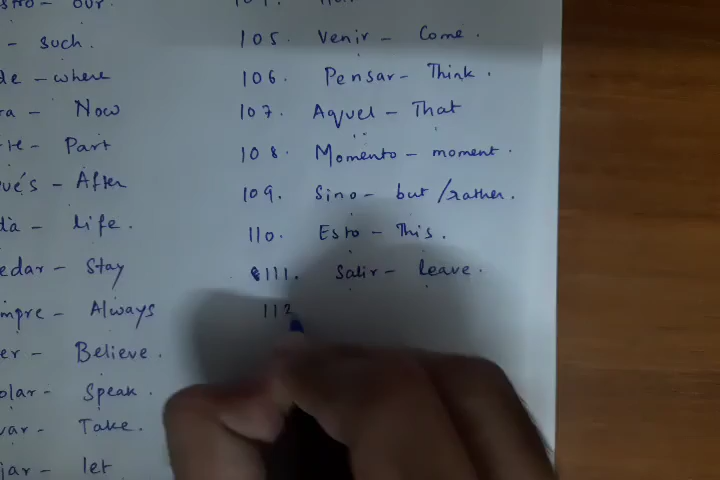 our
- such.
- where
- Now
- Part
- After
- life.
- Stay
- Always
- Believe.
- Speak.
- Take.
- let
105. Venir - Come.
106. Pensar - Think.
107. Aquel - That
108. Momento - moment.
109. Sino - but/rather.
110. Esto - This.
111. Salir - leave.
112